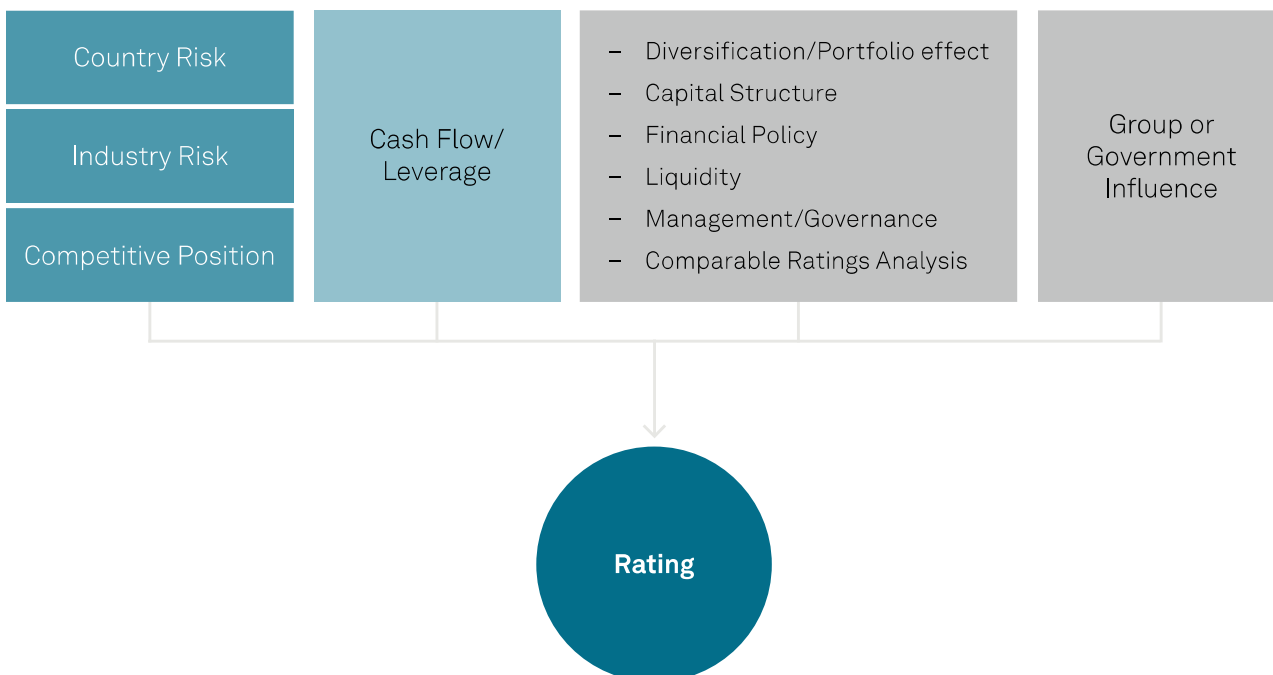 Country Risk
Industry Risk
Competitive Position
Cash Flow/
Leverage
– Diversification/Portfolio effect
– Capital Structure
– Financial Policy
– Liquidity
– Management/Governance
– Comparable Ratings Analysis
Group or
Government
Influence
Rating